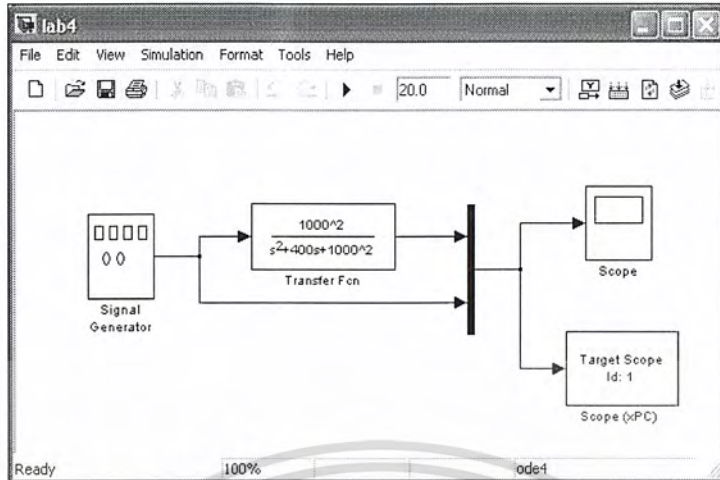 lab4
File Edit View Simulation Format Tools Help
20.0 Normal
1000^2
s2+400s+1000^2
Transfer Fcn
Signal
Generator
Scope
Target Scope
Id: 1
Scope (xPC)
Ready 100% ode4